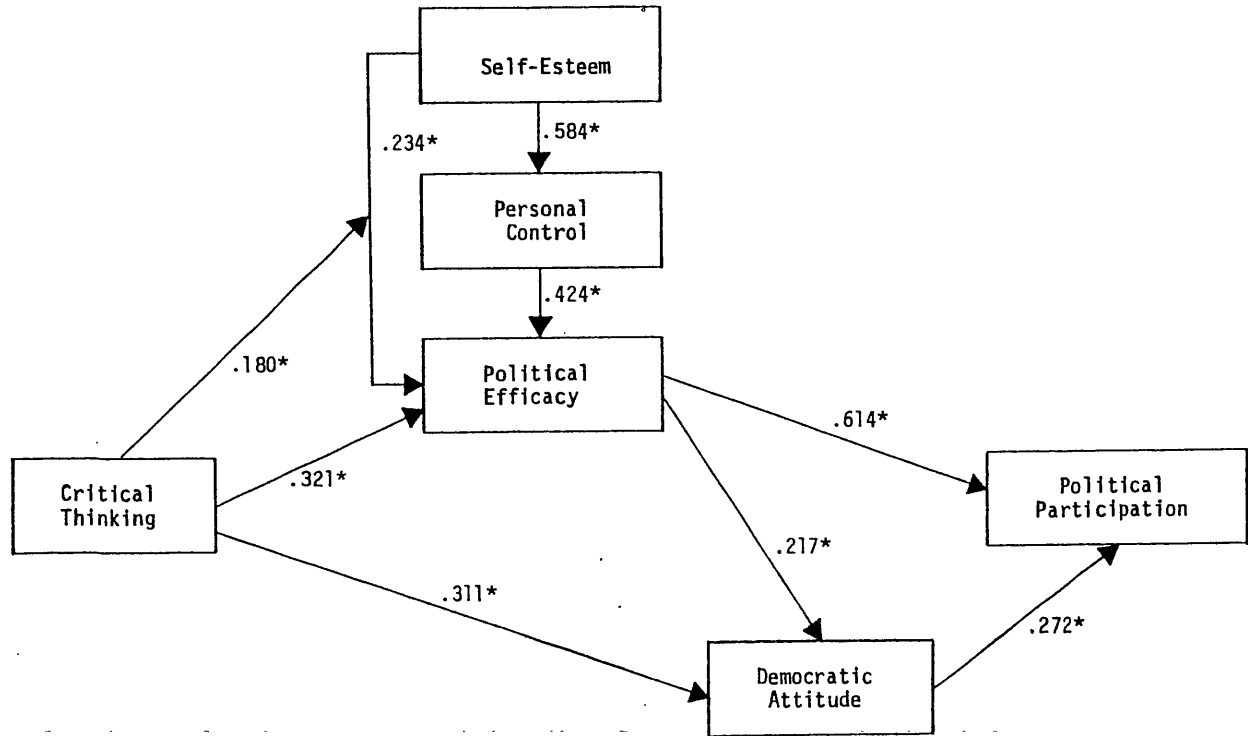 Self-Esteem
.234*
.584*
Personal
Control
.424*
.180*
Political
Efficacy
.614*
.321*
Critical
Thinking
Political
Participation
.217*
.311*
.272*
Democratic
Attitude